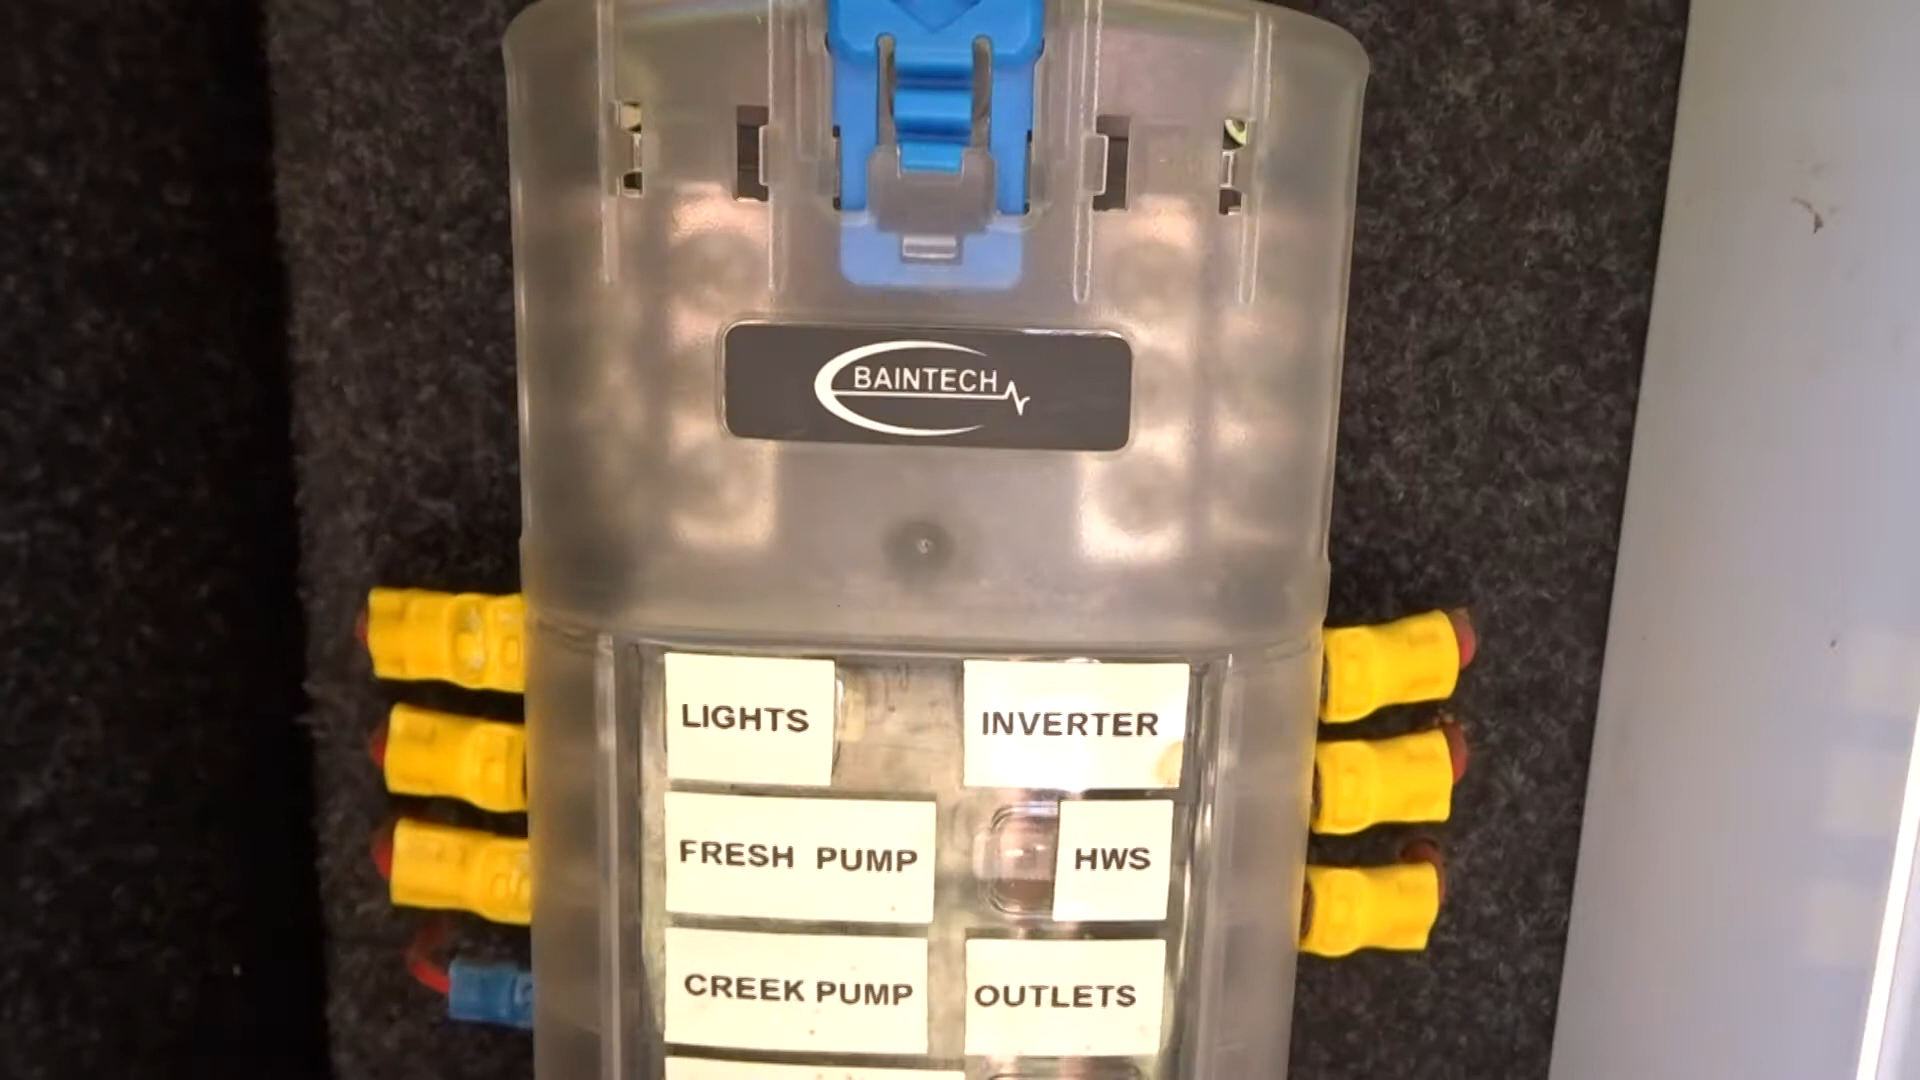 BAINTECH
LIGHTS
INVERTER
FRESH PUMP
HWS
CREEK PUMP
OUTLETS